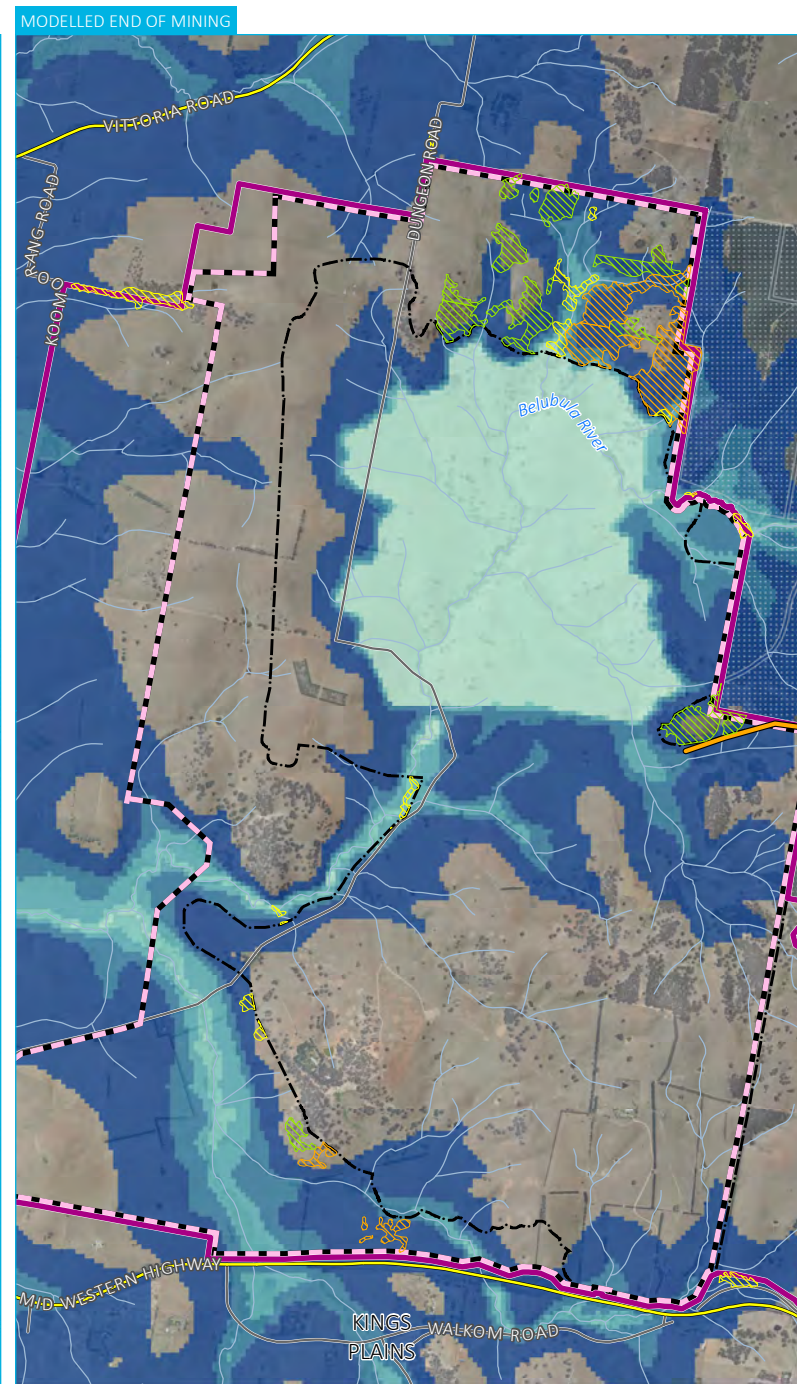 MODELLED END OF MINING
VITTORIA ROAD
DUNGEON ROAD
KOOM
RANG ROAD
Belubula River
MID WESTERN HIGHWAY
KINGS
PLAINS
WALKOM ROAD